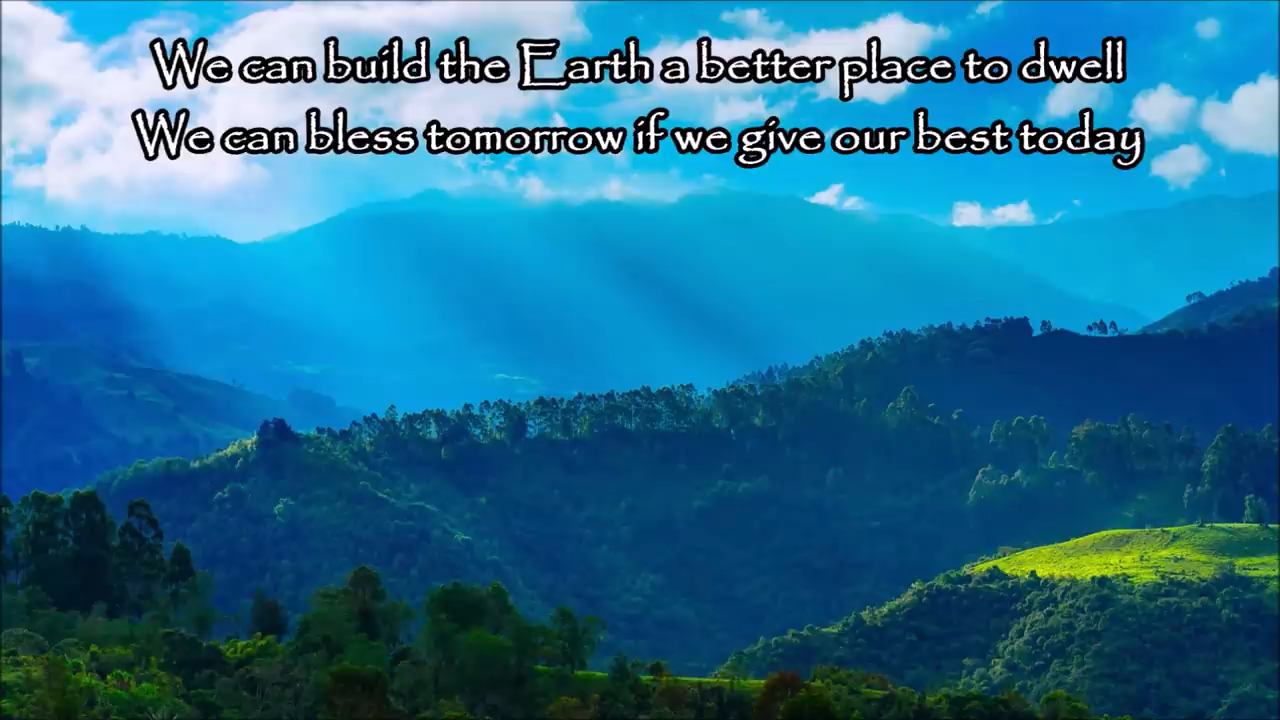 We can build the Earth a better place to dwell
We can bless tomorrow if we give our best today